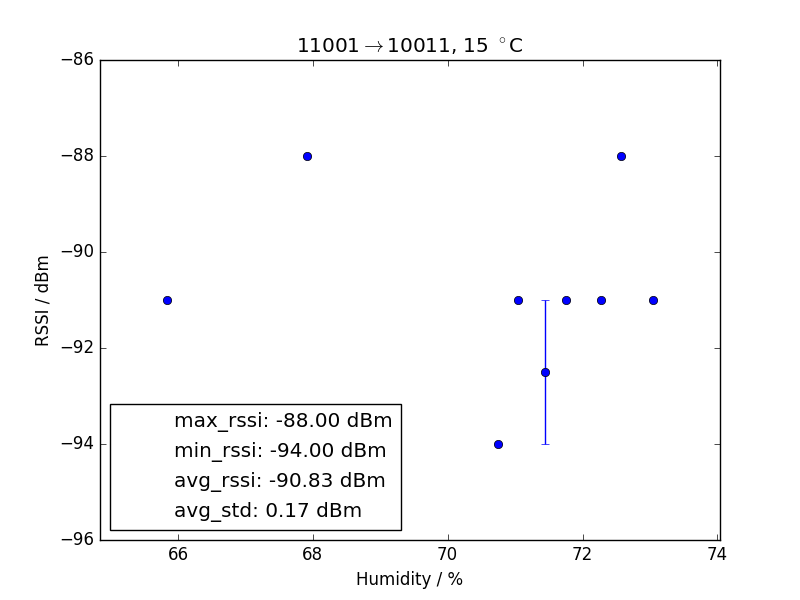 11001→10011, 15 °C
−86
−88
−90
−92
−94
−96
RSSI / dBm
max_rssi: -88.00 dBm
min_rssi: -94.00 dBm
avg_rssi: -90.83 dBm
avg_std: 0.17 dBm
66 68 70 72 74
Humidity / %